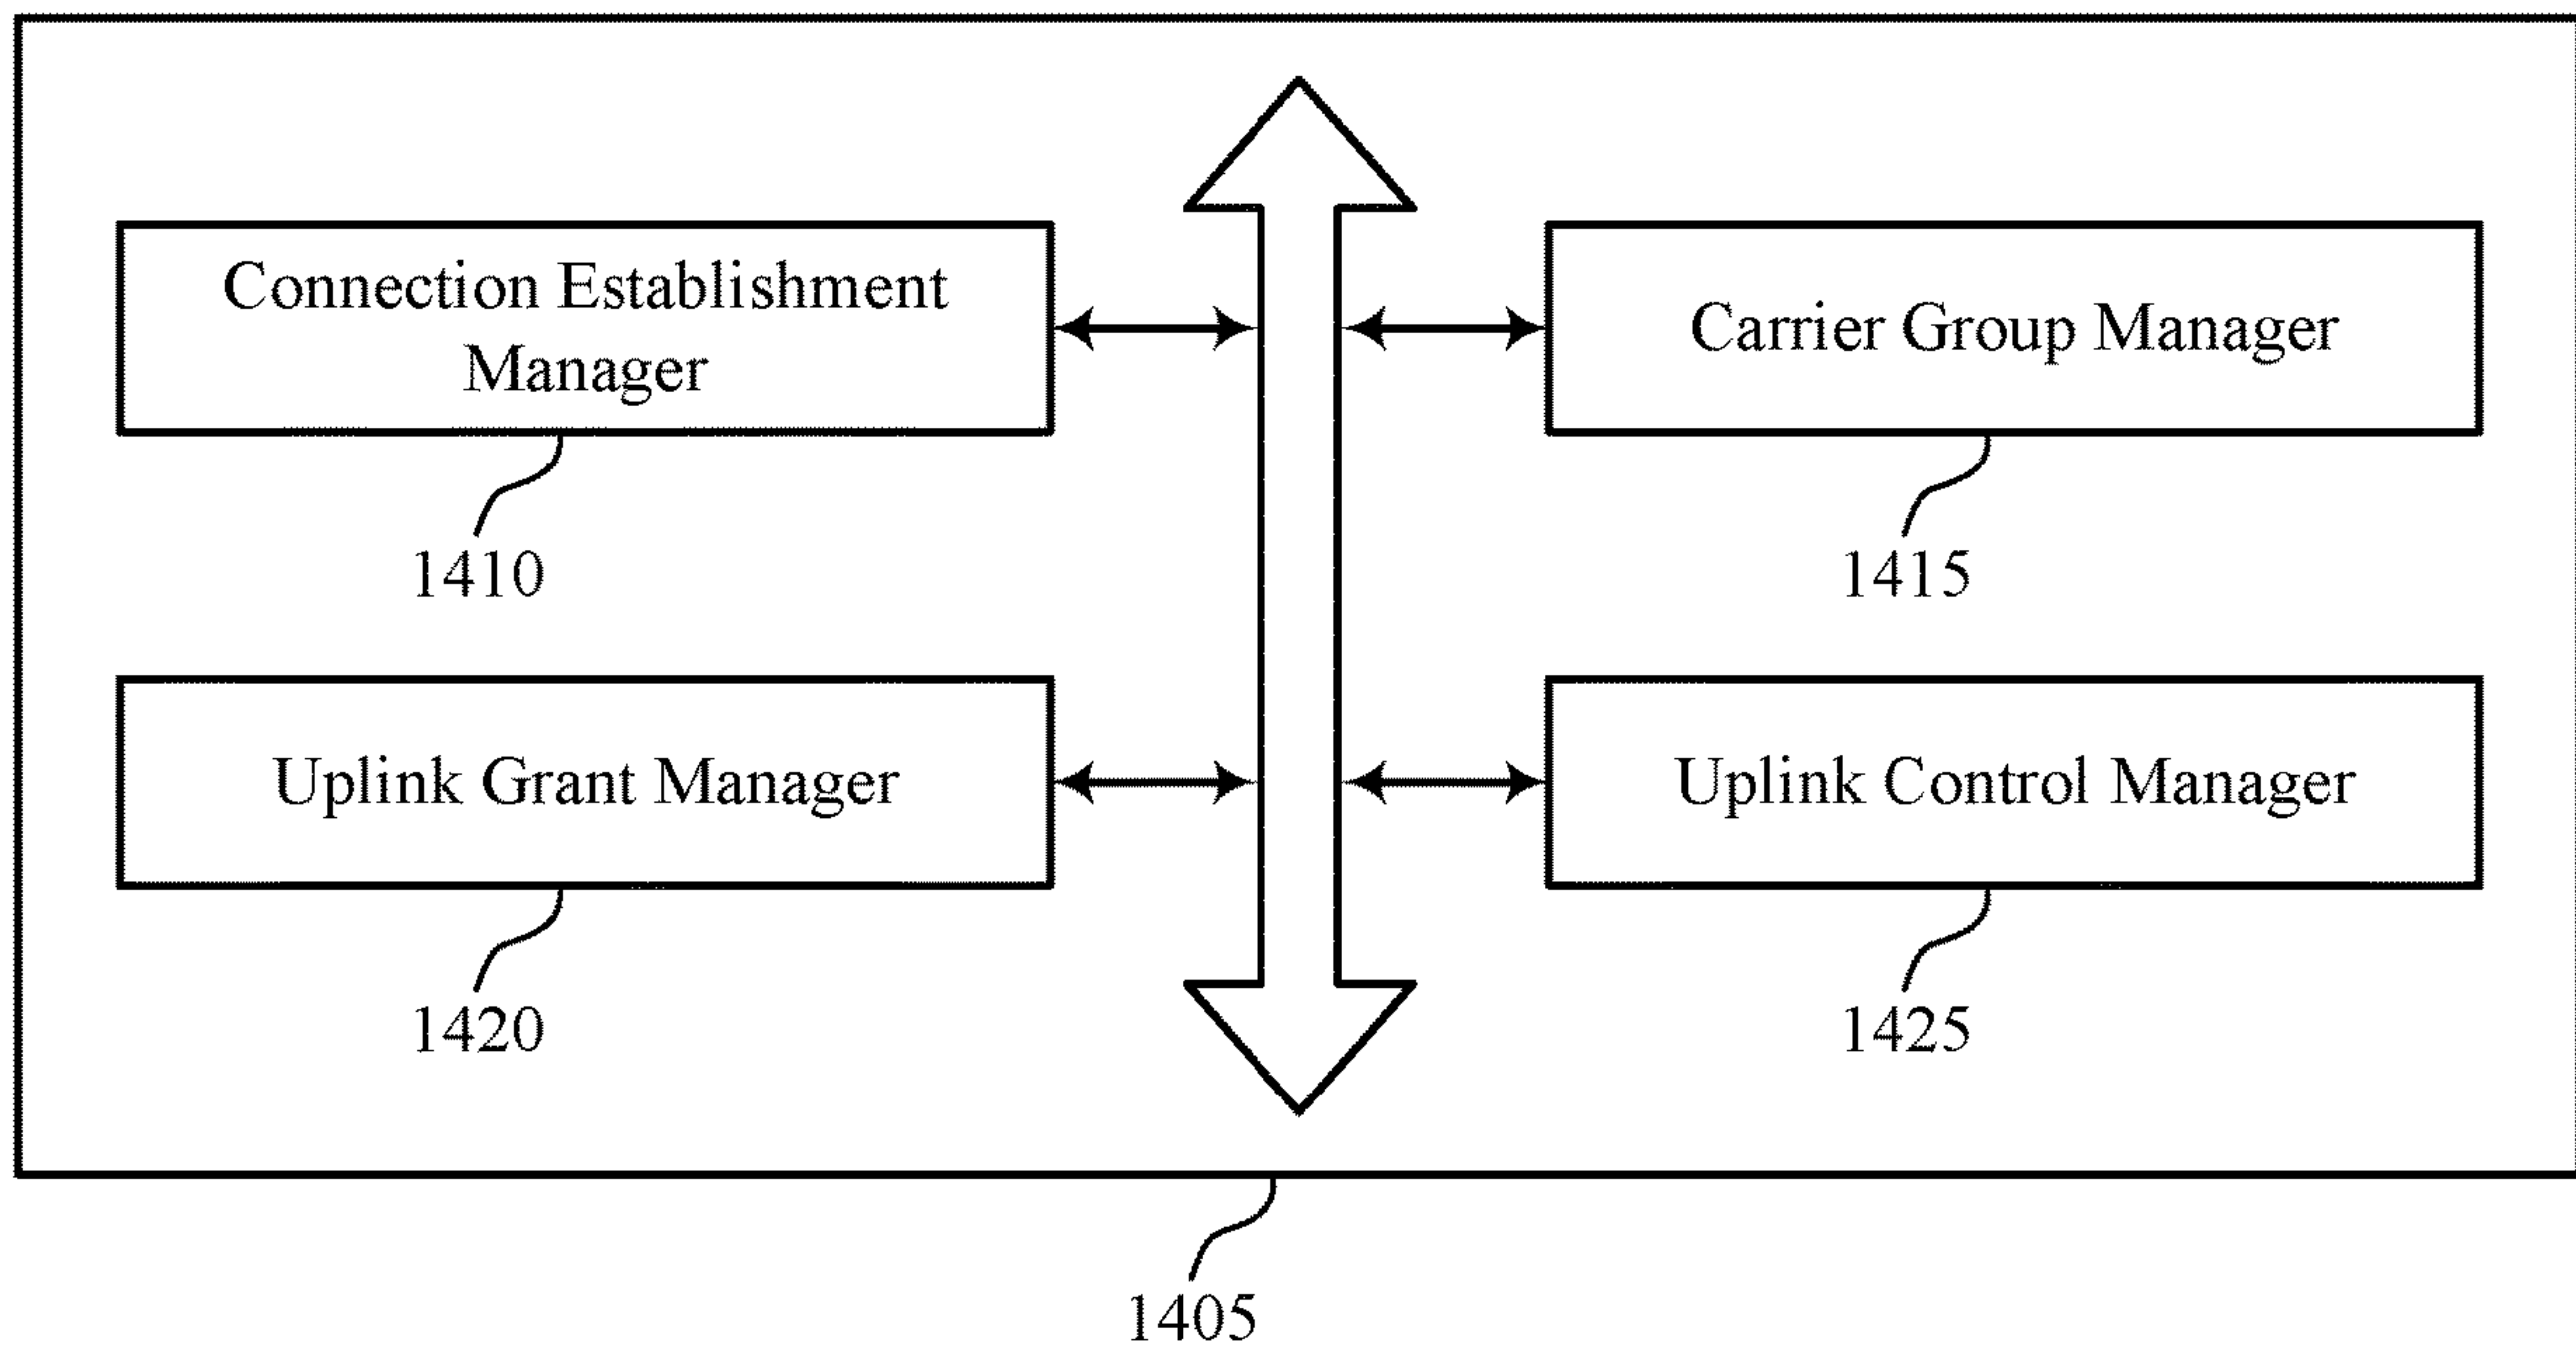 Connection Establishment
Manager
Carrier Group Manager
1410
1415
Uplink Grant Manager
Uplink Control Manager
1420
1425
1405